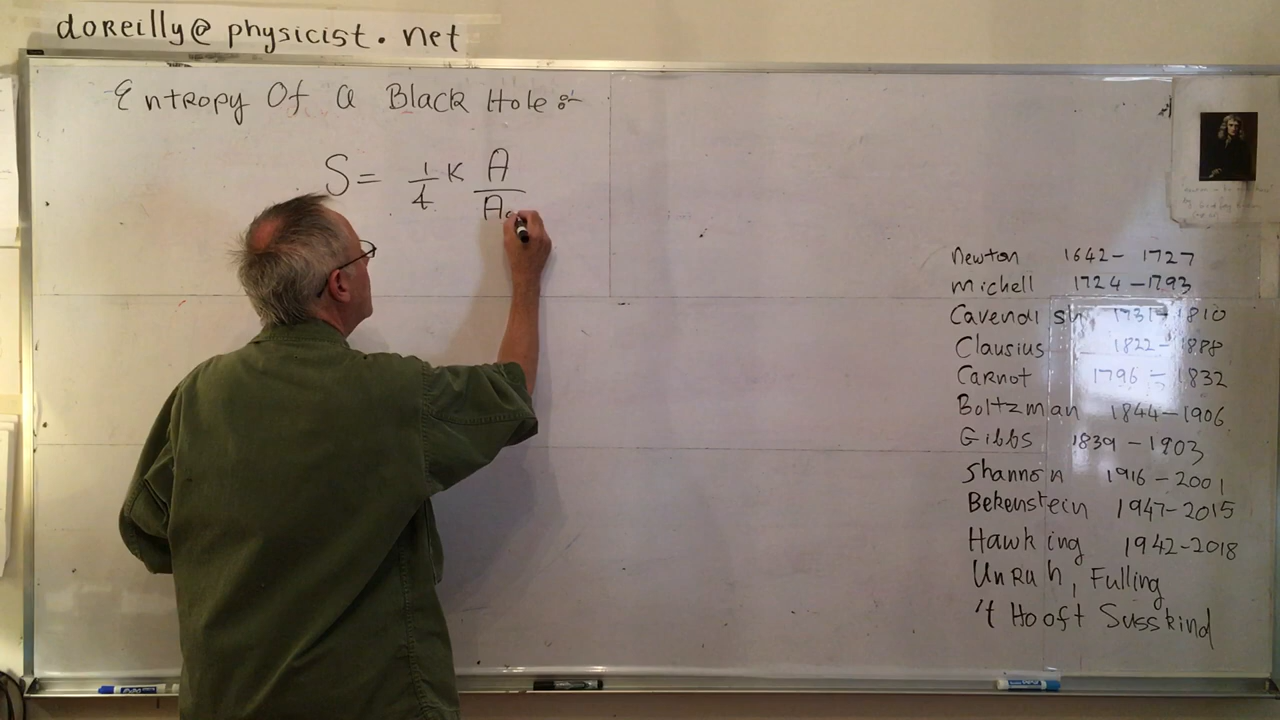 doReilly@physicist.net
Entropy Of a Black Hole :-
S = 1/4 K A/A
Newton 1642 - 1727
Michell 1724 - 1793
Cavendish 1731 - 1810
Clausius 1822 - 1888
Carnot 1796 - 1832
Boltzman 1844 - 1906
Gibbs 1839 - 1903
Shannon 1916 - 2001
Bekenstein 1947 - 2015
Hawking 1942 - 2018
UnRuh, Fulling
't Hooft Susskind